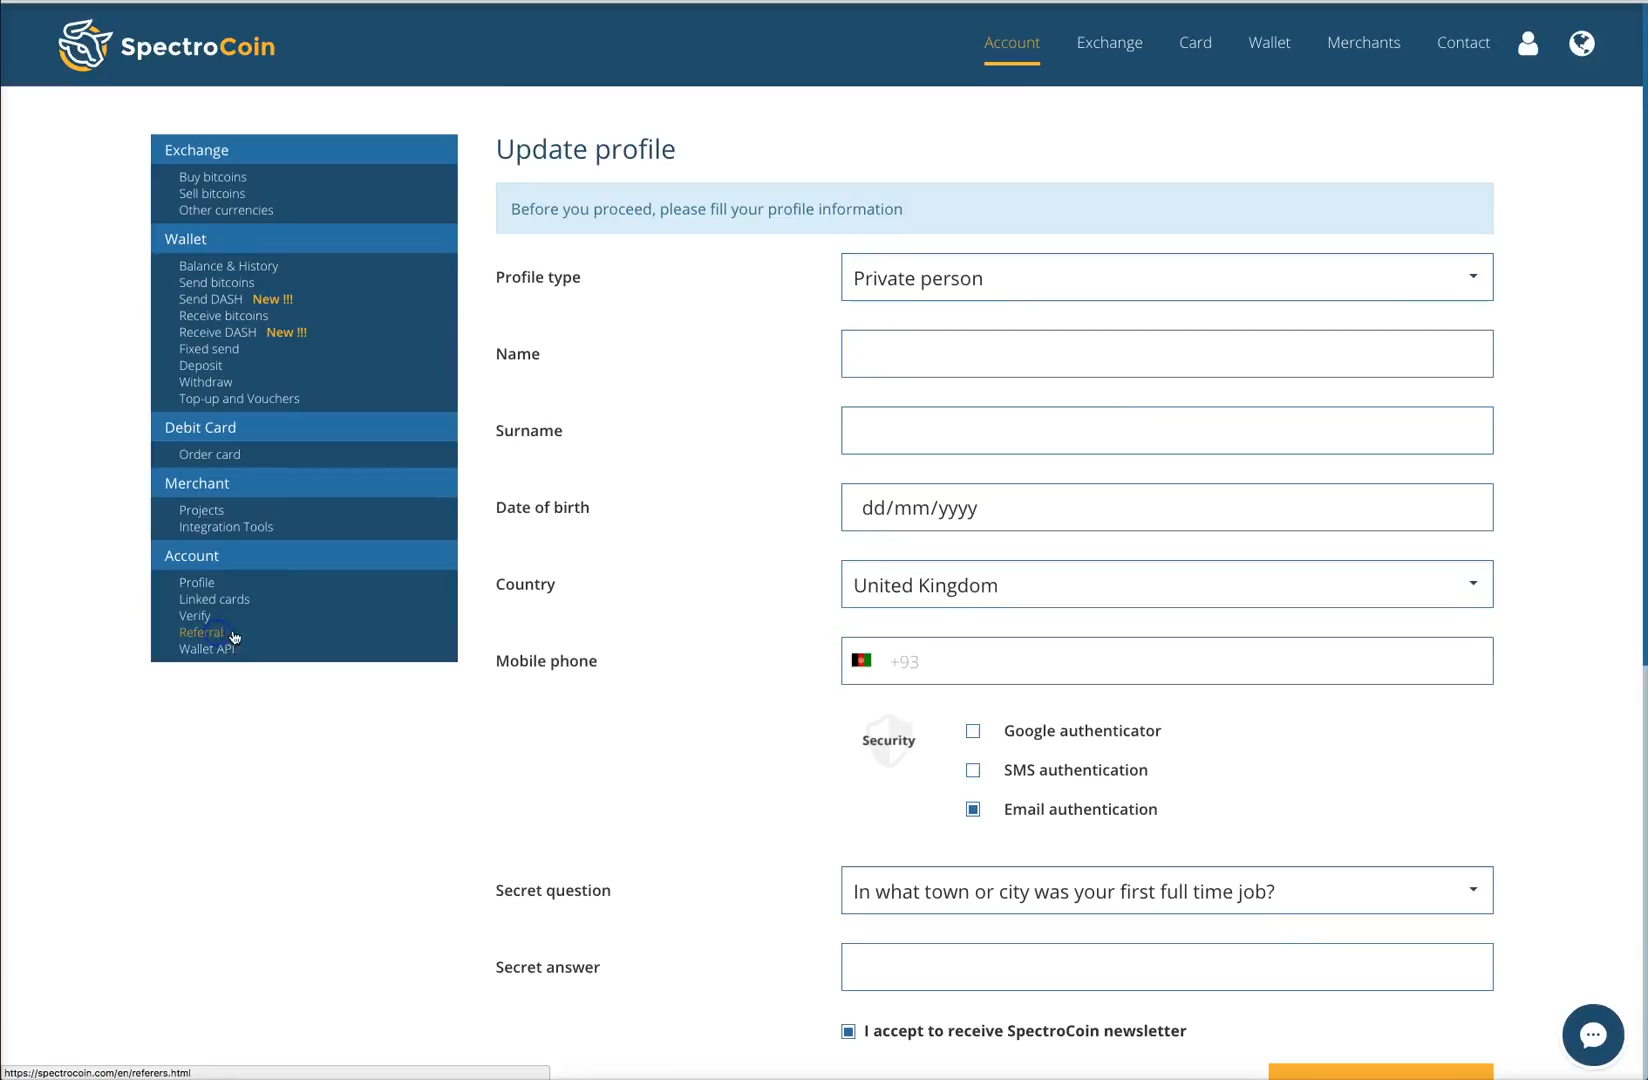 SpectroCoin
Account
Exchange
Card
Wallet
Merchants
Contact
Exchange
Buy bitcoins
Sell bitcoins
Other currencies
Wallet
Balance & History
Send bitcoins
Send DASH New !!!
Receive bitcoins
Receive DASH New !!!
Fixed send
Deposit
Withdraw
Top-up and Vouchers
Debit Card
Order card
Merchant
Projects
Integration Tools
Account
Profile
Linked cards
Verify
Referral
Wallet API
Update profile
Before you proceed, please fill your profile information
Profile type
Private person
Name
Surname
Date of birth
dd/mm/yyyy
Country
United Kingdom
Mobile phone
+93
Security
Google authenticator
SMS authentication
Email authentication
Secret question
In what town or city was your first full time job?
Secret answer
I accept to receive SpectroCoin newsletter
https://spectrocoin.com/en/referers.html